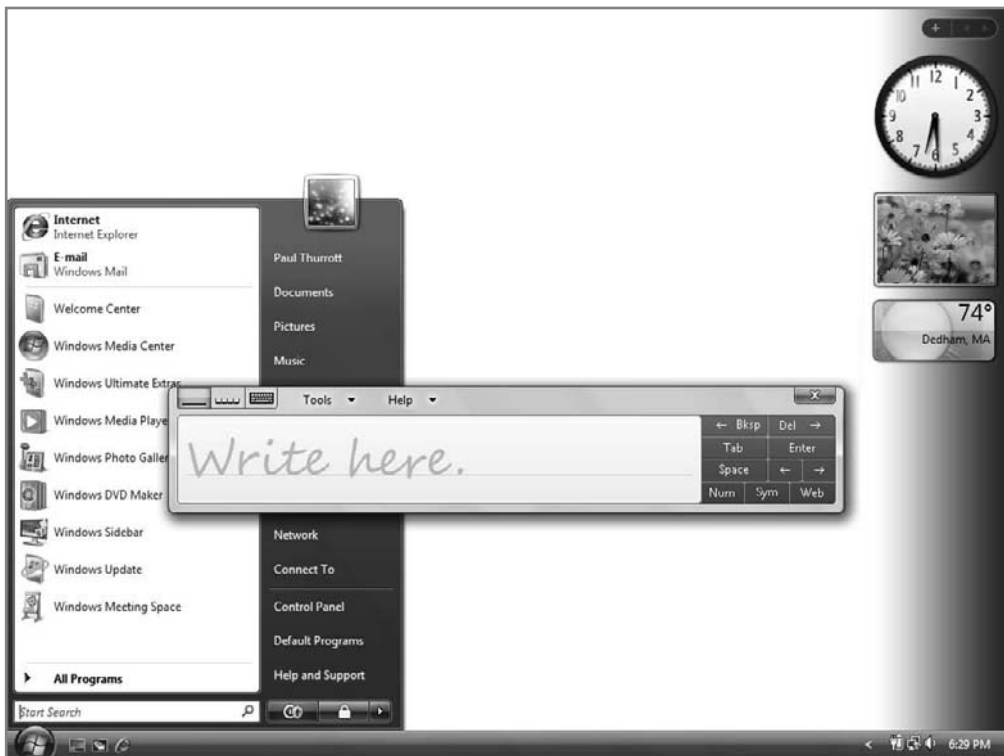 Internet
Internet Explorer
E-mail
Windows Mail
Welcome Center
Windows Media Center
Windows Ultimate Extras
Windows Media Playe
Windows Photo Galler
Windows DVD Maker
Windows Sidebar
Windows Update
Windows Meeting Space
All Programs
Start Search
Paul Thurrott
Documents
Pictures
Music
Network
Connect To
Control Panel
Default Programs
Help and Support
Tools Help X
Write here.
← Bksp Del →
Tab Enter
Space ← →
Num Sym Web
+
11 12 1
10 2
9 3
8 4
7 6 5
74°
Dedham, MA
< 6:29 PM